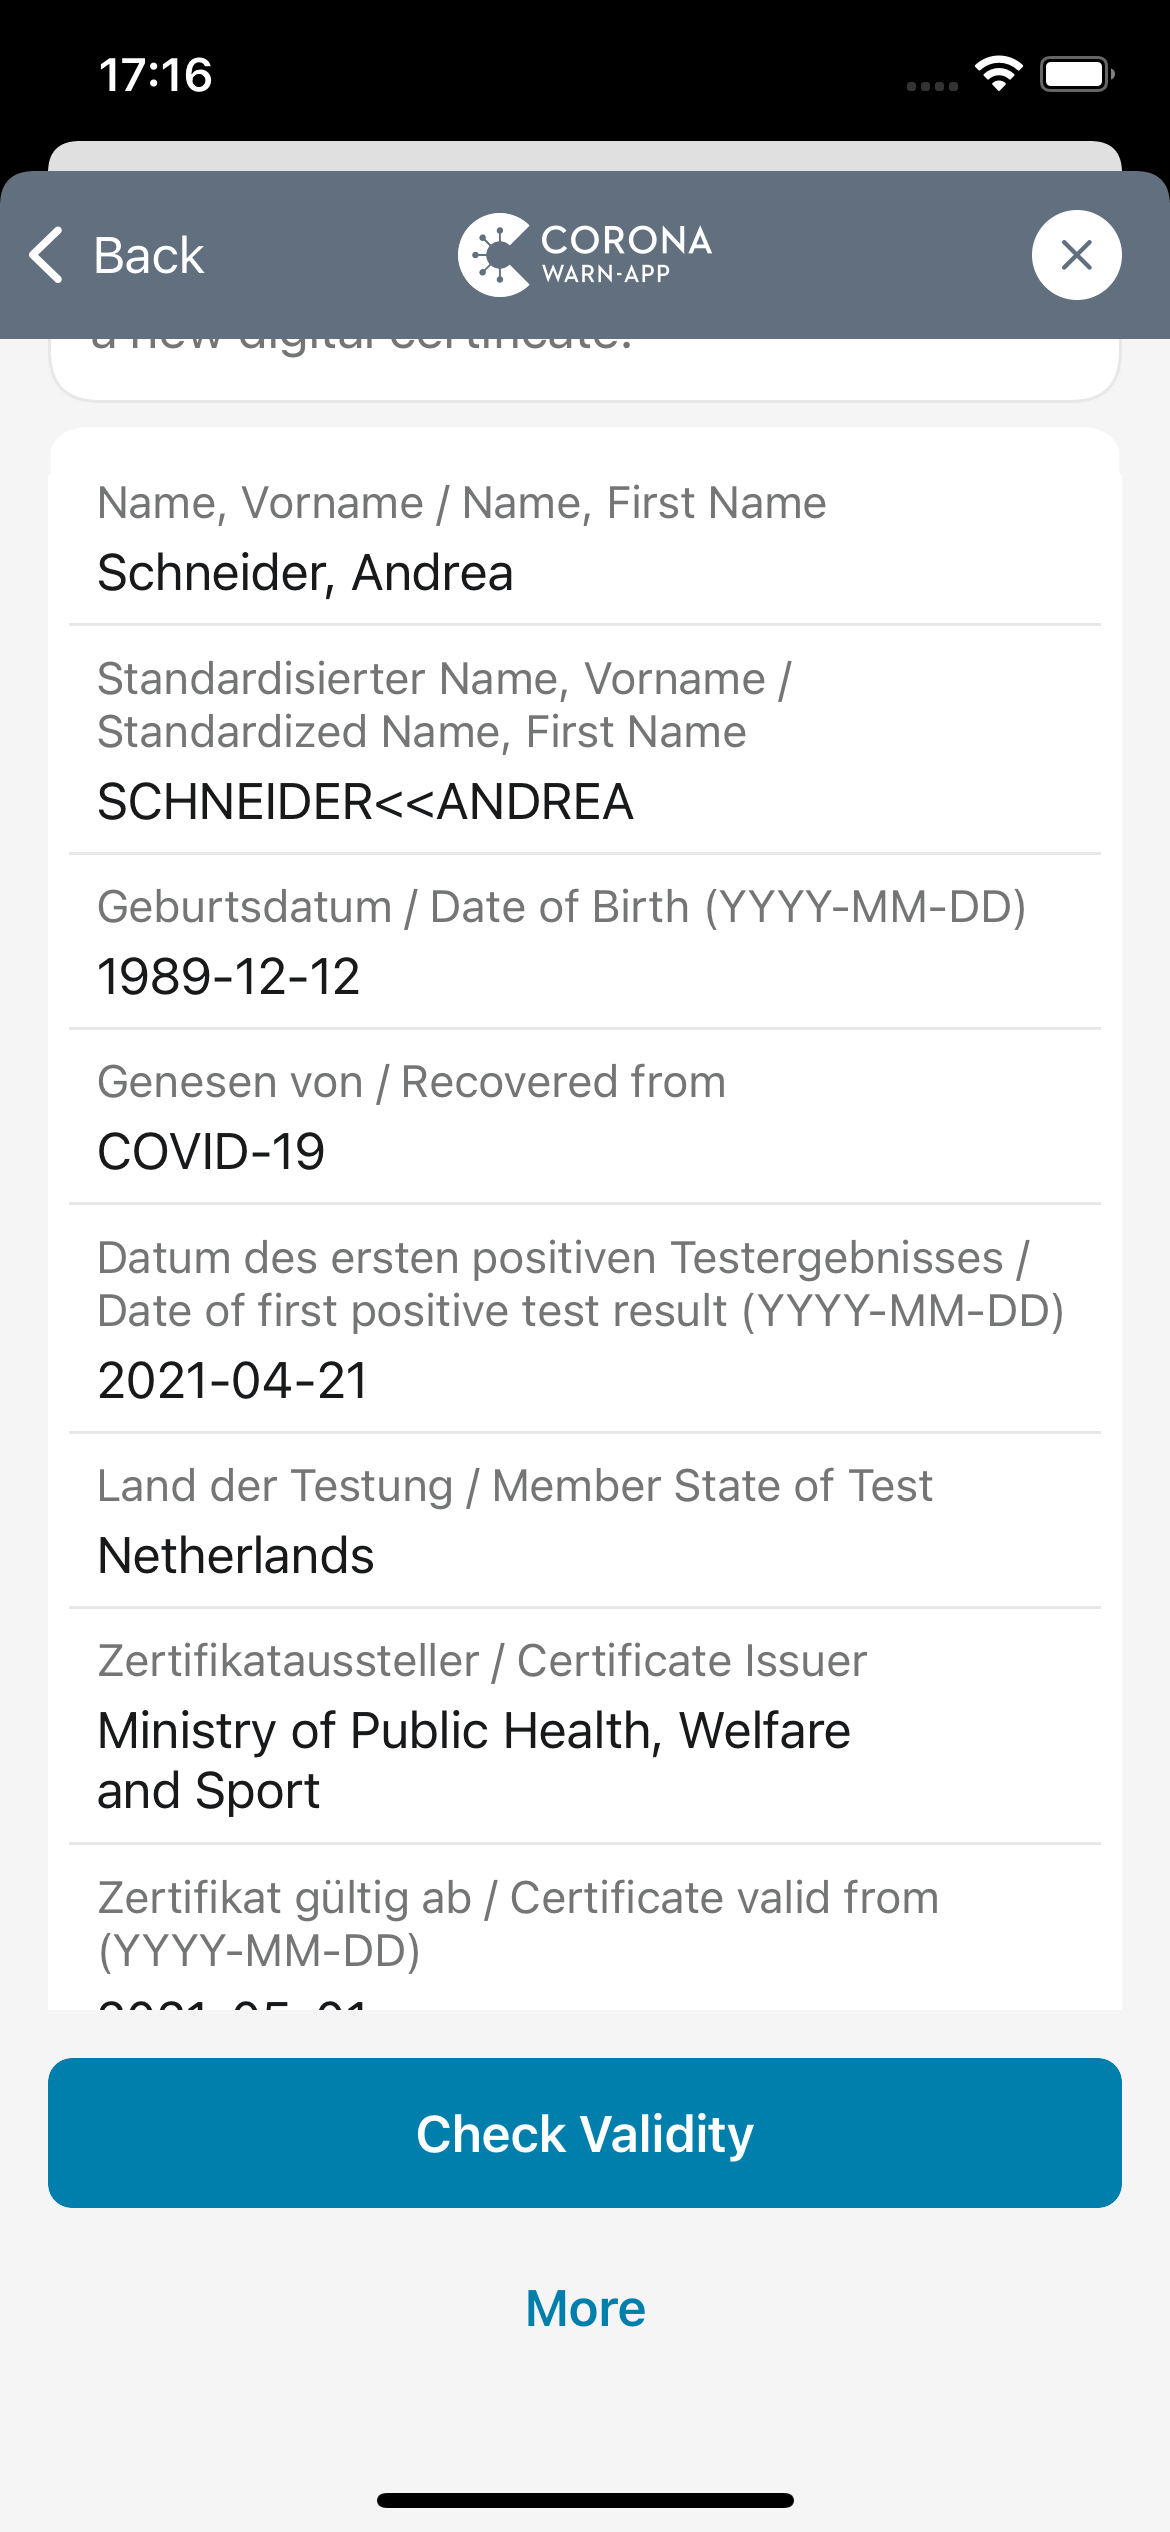 17:16
Back
CORONA
WARN-APP
a new digital certificate.
Name, Vorname / Name, First Name
Schneider, Andrea
Standardisierter Name, Vorname /
Standardized Name, First Name
SCHNEIDER<<ANDREA
Geburtsdatum / Date of Birth (YYYY-MM-DD)
1989-12-12
Genesen von / Recovered from
COVID-19
Datum des ersten positiven Testergebnisses /
Date of first positive test result (YYYY-MM-DD)
2021-04-21
Land der Testung / Member State of Test
Netherlands
Zertifikataussteller / Certificate Issuer
Ministry of Public Health, Welfare
and Sport
Zertifikat gültig ab / Certificate valid from
(YYYY-MM-DD)
2021-05-01
Check Validity
More